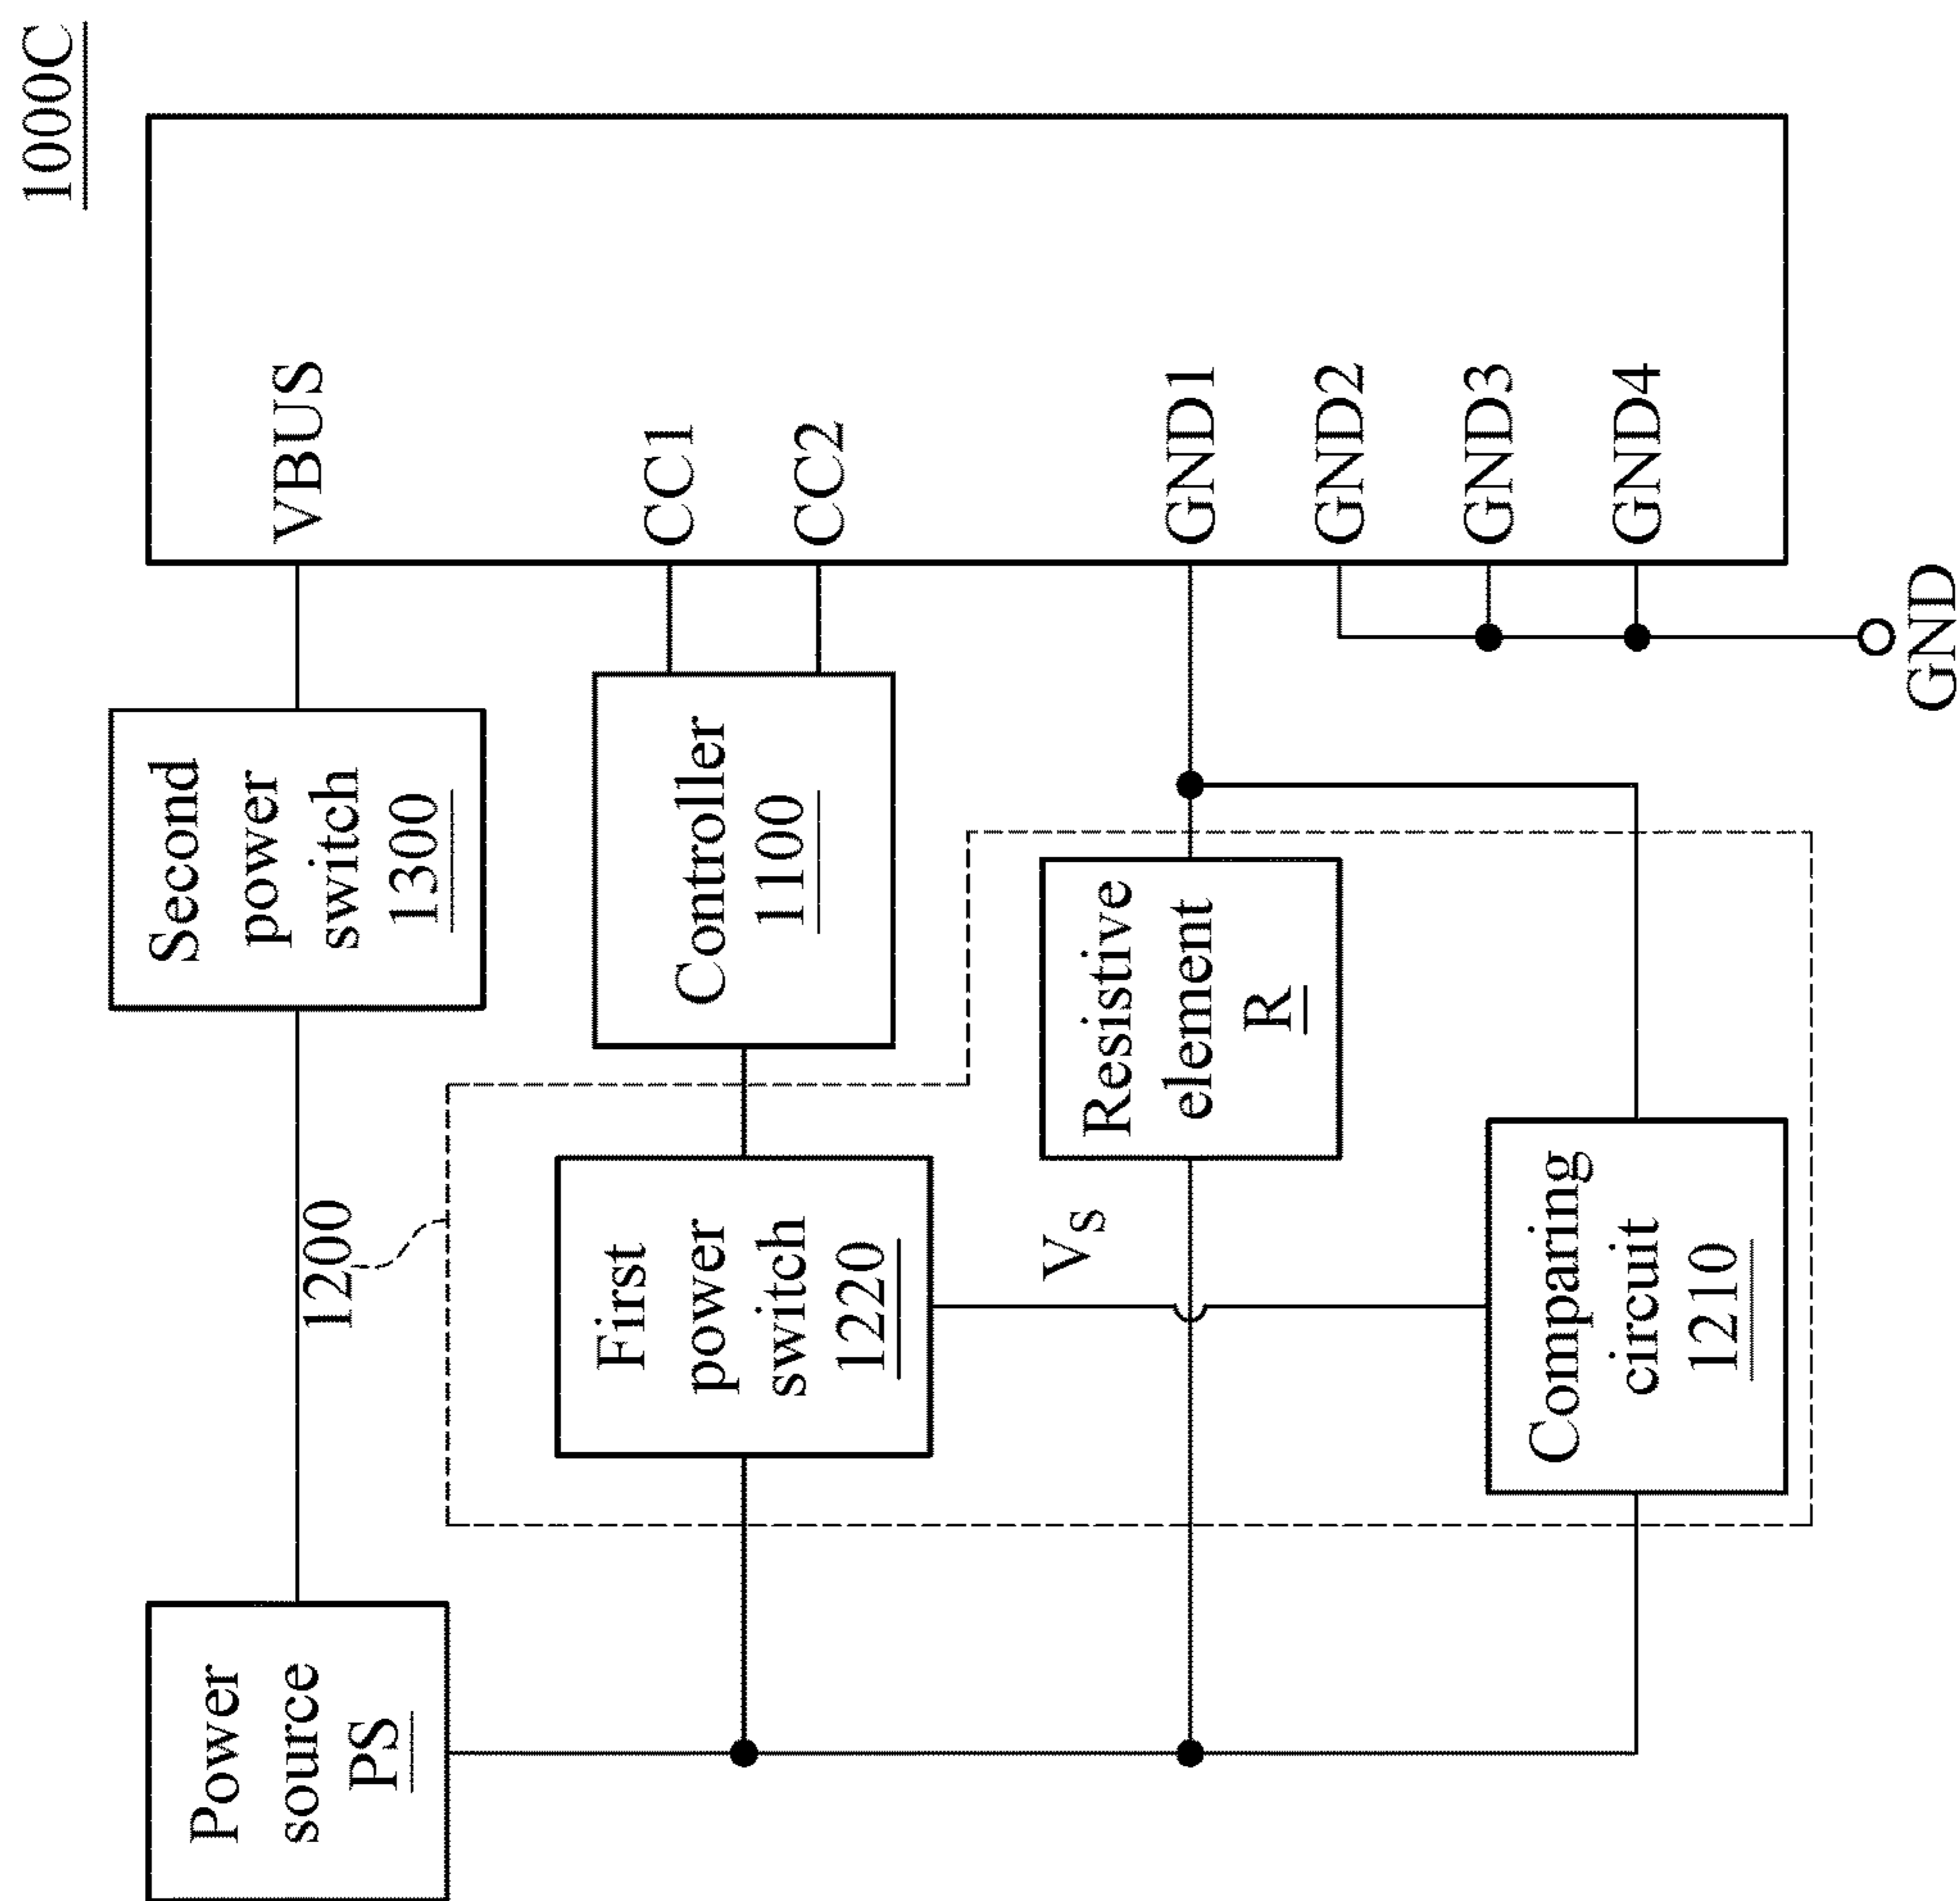 1000C
VBUS
CC1
CC2
GND1
GND2
GND3
GND4
GND
Second
power
switch
1300
Controller
1100
1200
Resistive
element
R
First
power
switch
1220
VS
Comparing
circuit
1210
Power
source
PS